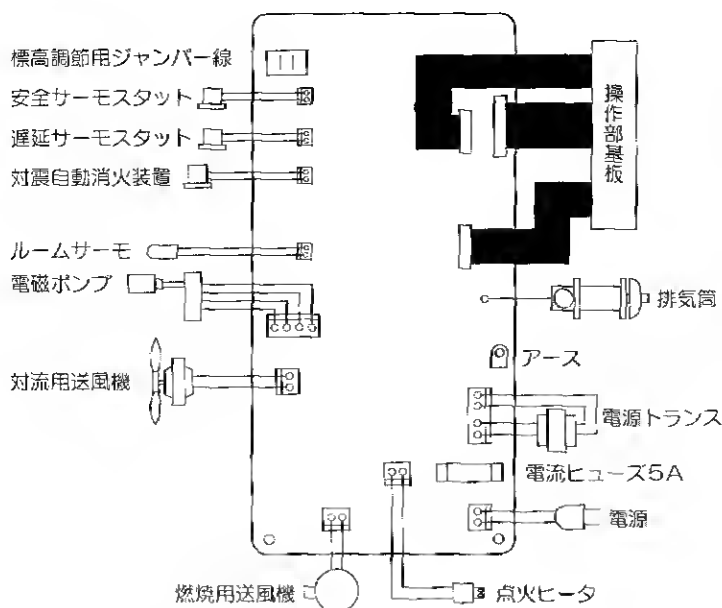 標高調節用ジャンパー線
安全サーモスタット
遅延サーモスタット
対震自動消火装置
ルームサーモ
電磁ポンプ
対流用送風機
操作部基板
排気筒
アース
電源トランス
電流ヒューズ5A
電源
燃焼用送風機
点火ヒータ